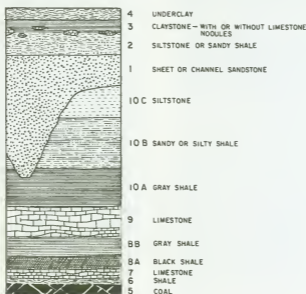 4 UNDERCLAY
3 CLAYSTONE - WITH OR WITHOUT LIMESTONE
NODULES
2 SILTSTONE OR SANDY SHALE
1 SHEET OR CHANNEL SANDSTONE
10C SILTSTONE
10B SANDY OR SILTY SHALE
10A GRAY SHALE
9 LIMESTONE
8B GRAY SHALE
8A BLACK SHALE
7 LIMESTONE
6 SHALE
5 COAL